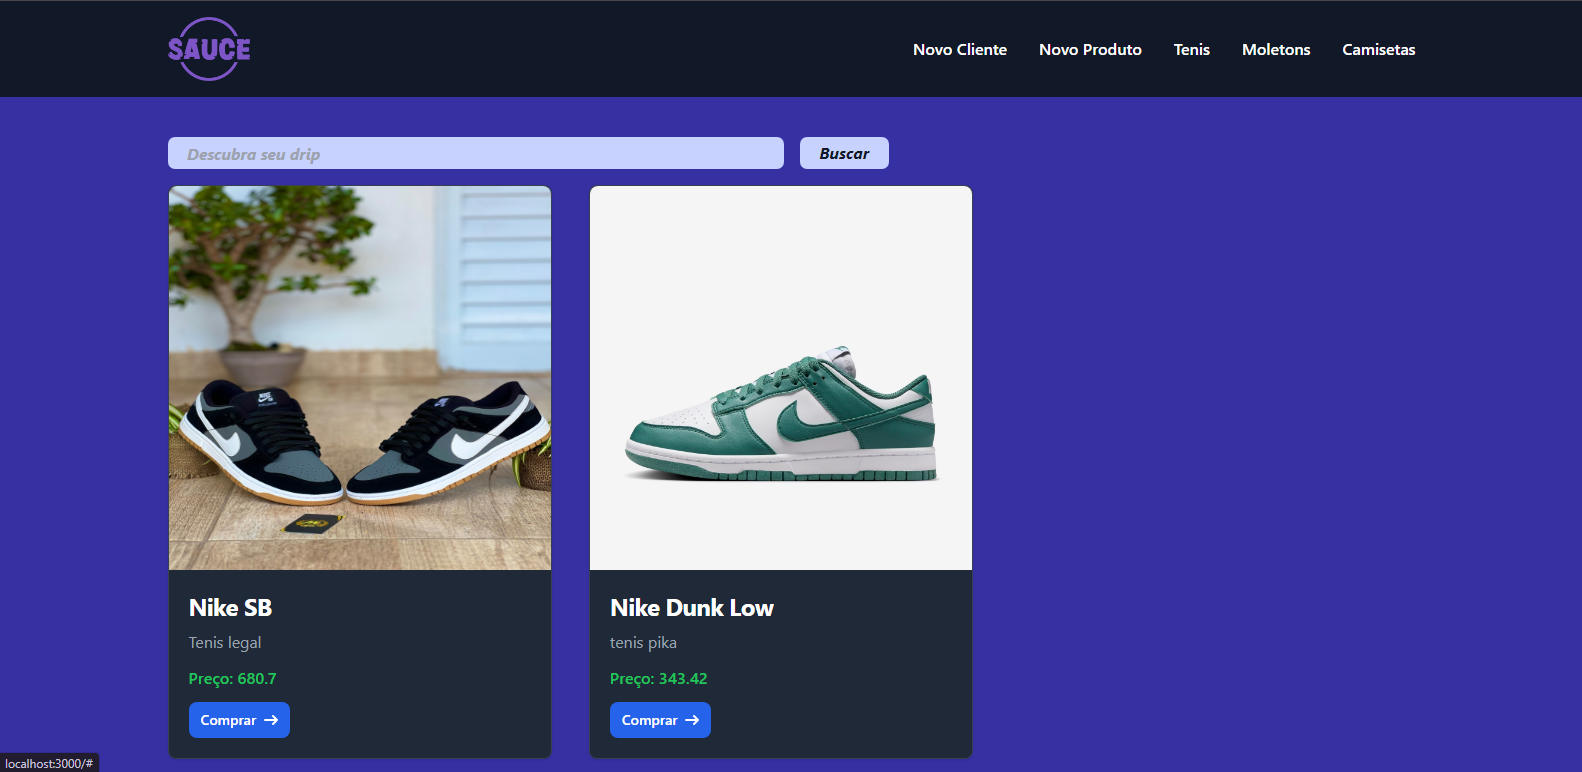 SAUCE
Novo Cliente Novo Produto Tenis Moletons Camisetas
Descubra seu drip Buscar
Nike SB
Tenis legal
Preço: 680.7
Comprar →
Nike Dunk Low
tenis pika
Preço: 343.42
Comprar →
localhost:3000/#